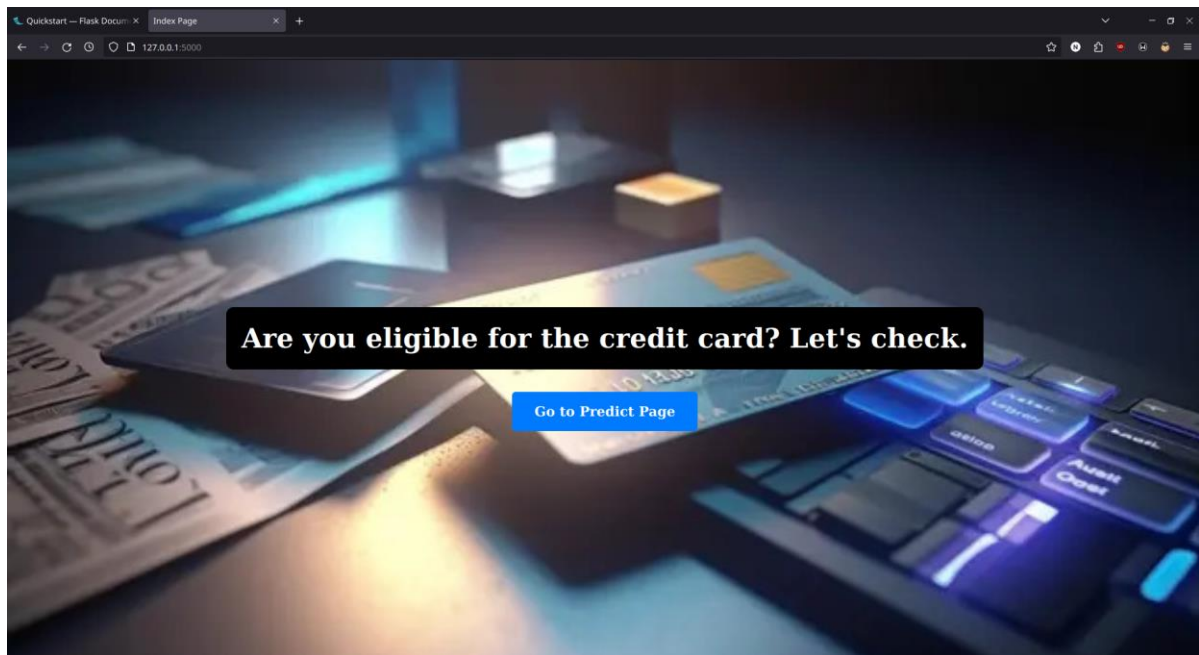 Quickstart — Flask Docum
Index Page
127.0.0.1:5000
Are you eligible for the credit card? Let's check.
Go to Predict Page